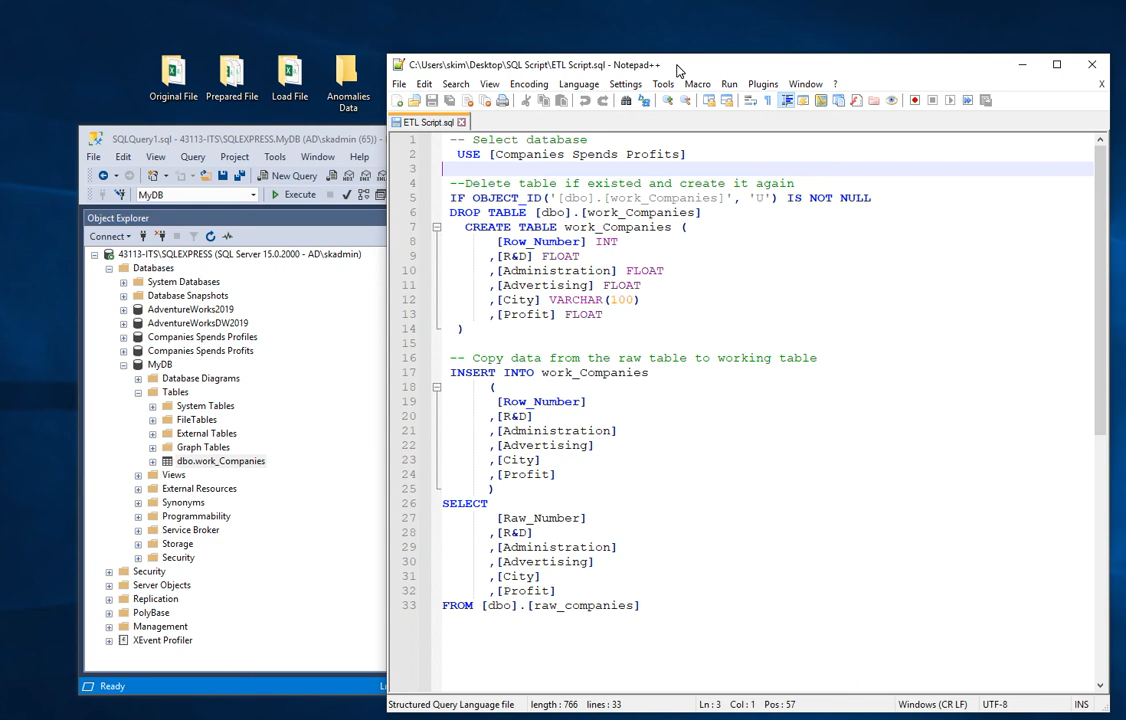 Original File
Prepared File
Load File
Anomalies
Data
SQLQuery1.sql - 43113-ITS\SQLEXPRESS.MyDB (AD\skadmin (65)) -
File Edit View Query Project Tools Window Help
New Query
MyDB
Execute
Object Explorer
Connect
43113-ITS\SQLEXPRESS (SQL Server 15.0.2000 - AD\skadmin)
Databases
System Databases
Database Snapshots
AdventureWorks2019
AdventureWorksDW2019
Companies Spends Profiles
Companies Spends Profits
MyDB
Database Diagrams
Tables
System Tables
FileTables
External Tables
Graph Tables
dbo.work_Companies
Views
External Resources
Synonyms
Programmability
Service Broker
Storage
Security
Security
Server Objects
Replication
PolyBase
Management
XEvent Profiler
Ready
C:\Users\skim\Desktop\SQL Script\ETL Script.sql - Notepad++
File Edit Search View Encoding Language Settings Tools Macro Run Plugins Window ? X
ETL Script.sql
1 -- Select database
2 USE [Companies Spends Profits]
3
4 --Delete table if existed and create it again
5 IF OBJECT_ID('[dbo].[work_Companies]', 'U') IS NOT NULL
6 DROP TABLE [dbo].[work_Companies]
7 CREATE TABLE work_Companies (
8 [Row_Number] INT
9 ,[R&D] FLOAT
10 ,[Administration] FLOAT
11 ,[Advertising] FLOAT
12 ,[City] VARCHAR(100)
13 ,[Profit] FLOAT
14 )
15
16 -- Copy data from the raw table to working table
17 INSERT INTO work_Companies
18 (
19 [Row_Number]
20 ,[R&D]
21 ,[Administration]
22 ,[Advertising]
23 ,[City]
24 ,[Profit]
25 )
26 SELECT
27 [Raw_Number]
28 ,[R&D]
29 ,[Administration]
30 ,[Advertising]
31 ,[City]
32 ,[Profit]
33 FROM [dbo].[raw_companies]
Structured Query Language file length : 766 lines : 33 Ln : 3 Col : 1 Pos : 57 Windows (CR LF) UTF-8 INS